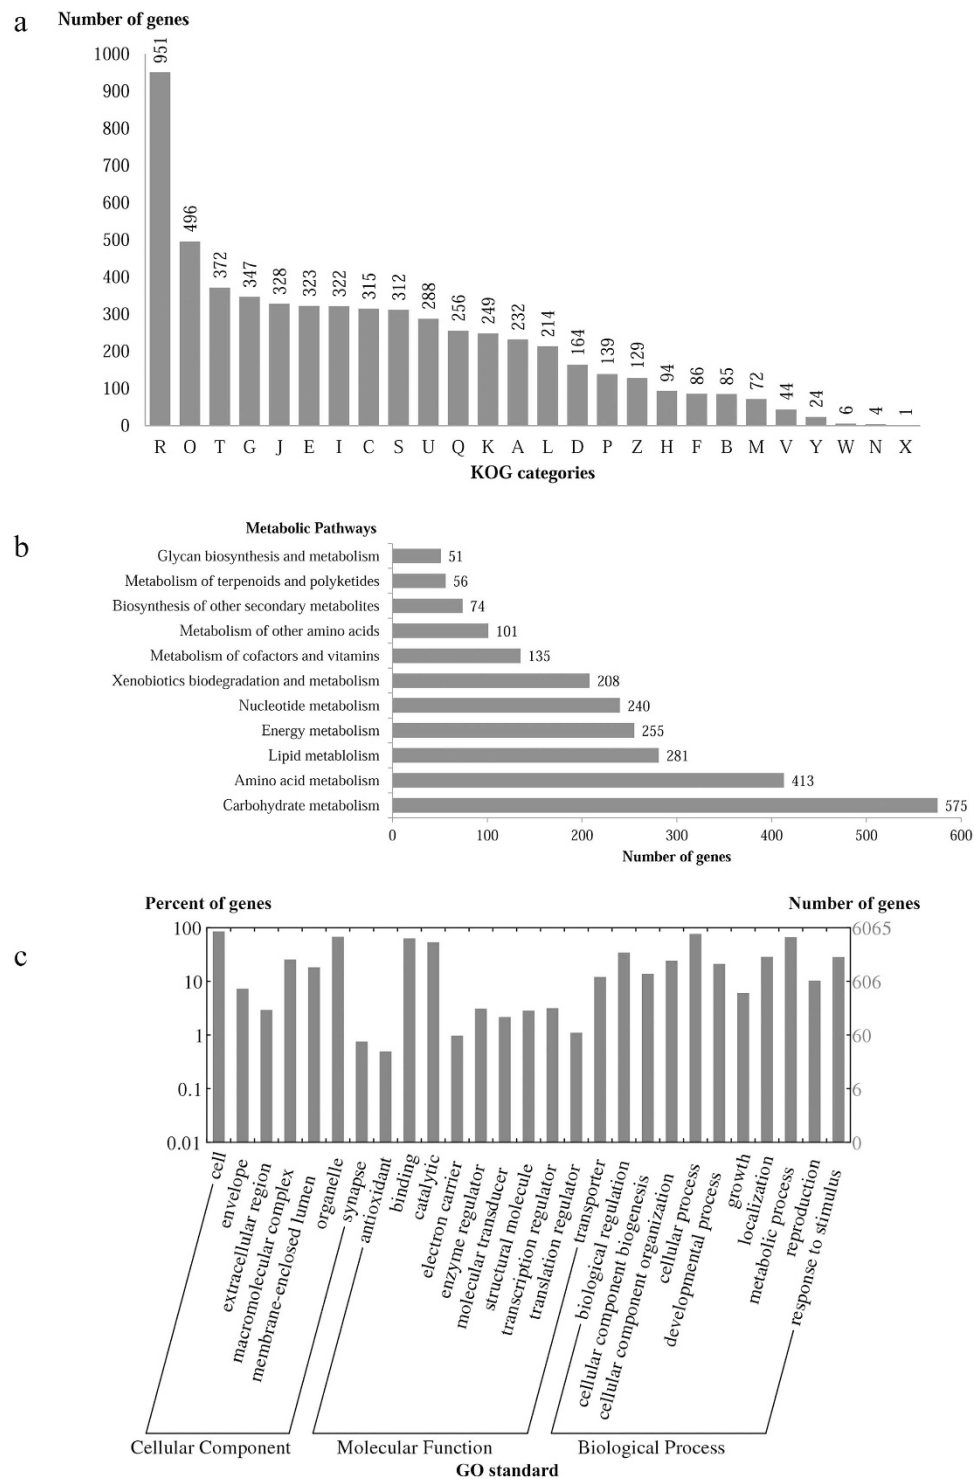 a
Number of genes
1000
900
800
700
600
500
400
300
200
100
0
951 496 372 347 328 323 322 315 312 288 256 249 232 214 164 139 129 94 86 85 72 44 24 6 4 1
R O T G J E I C S U Q K A L D P Z H F B M V Y W N X
KOG categories
b
Metabolic Pathways
Glycan biosynthesis and metabolism 51
Metabolism of terpenoids and polyketides 56
Biosynthesis of other secondary metabolites 74
Metabolism of other amino acids 101
Metabolism of cofactors and vitamins 135
Xenobiotics biodegradation and metabolism 208
Nucleotide metabolism 240
Energy metabolism 255
Lipid metablolism 281
Amino acid metabolism 413
Carbohydrate metabolism 575
0 100 200 300 400 500 600
Number of genes
c
Percent of genes
Number of genes
100 6065
10 606
1 60
0.1 6
0.01 0
cell
envelope
extracellular region
macromolecular complex
membrane-enclosed lumen
organelle
synapse
antioxidant
binding
catalytic
electron carrier
enzyme regulator
molecular transducer
structural molecule
transcription regulator
translation regulator
transporter
biological regulation
cellular component biogenesis
cellular component organization
cellular process
developmental process
growth
localization
metabolic process
reproduction
response to stimulus
Cellular Component Molecular Function Biological Process
GO standard